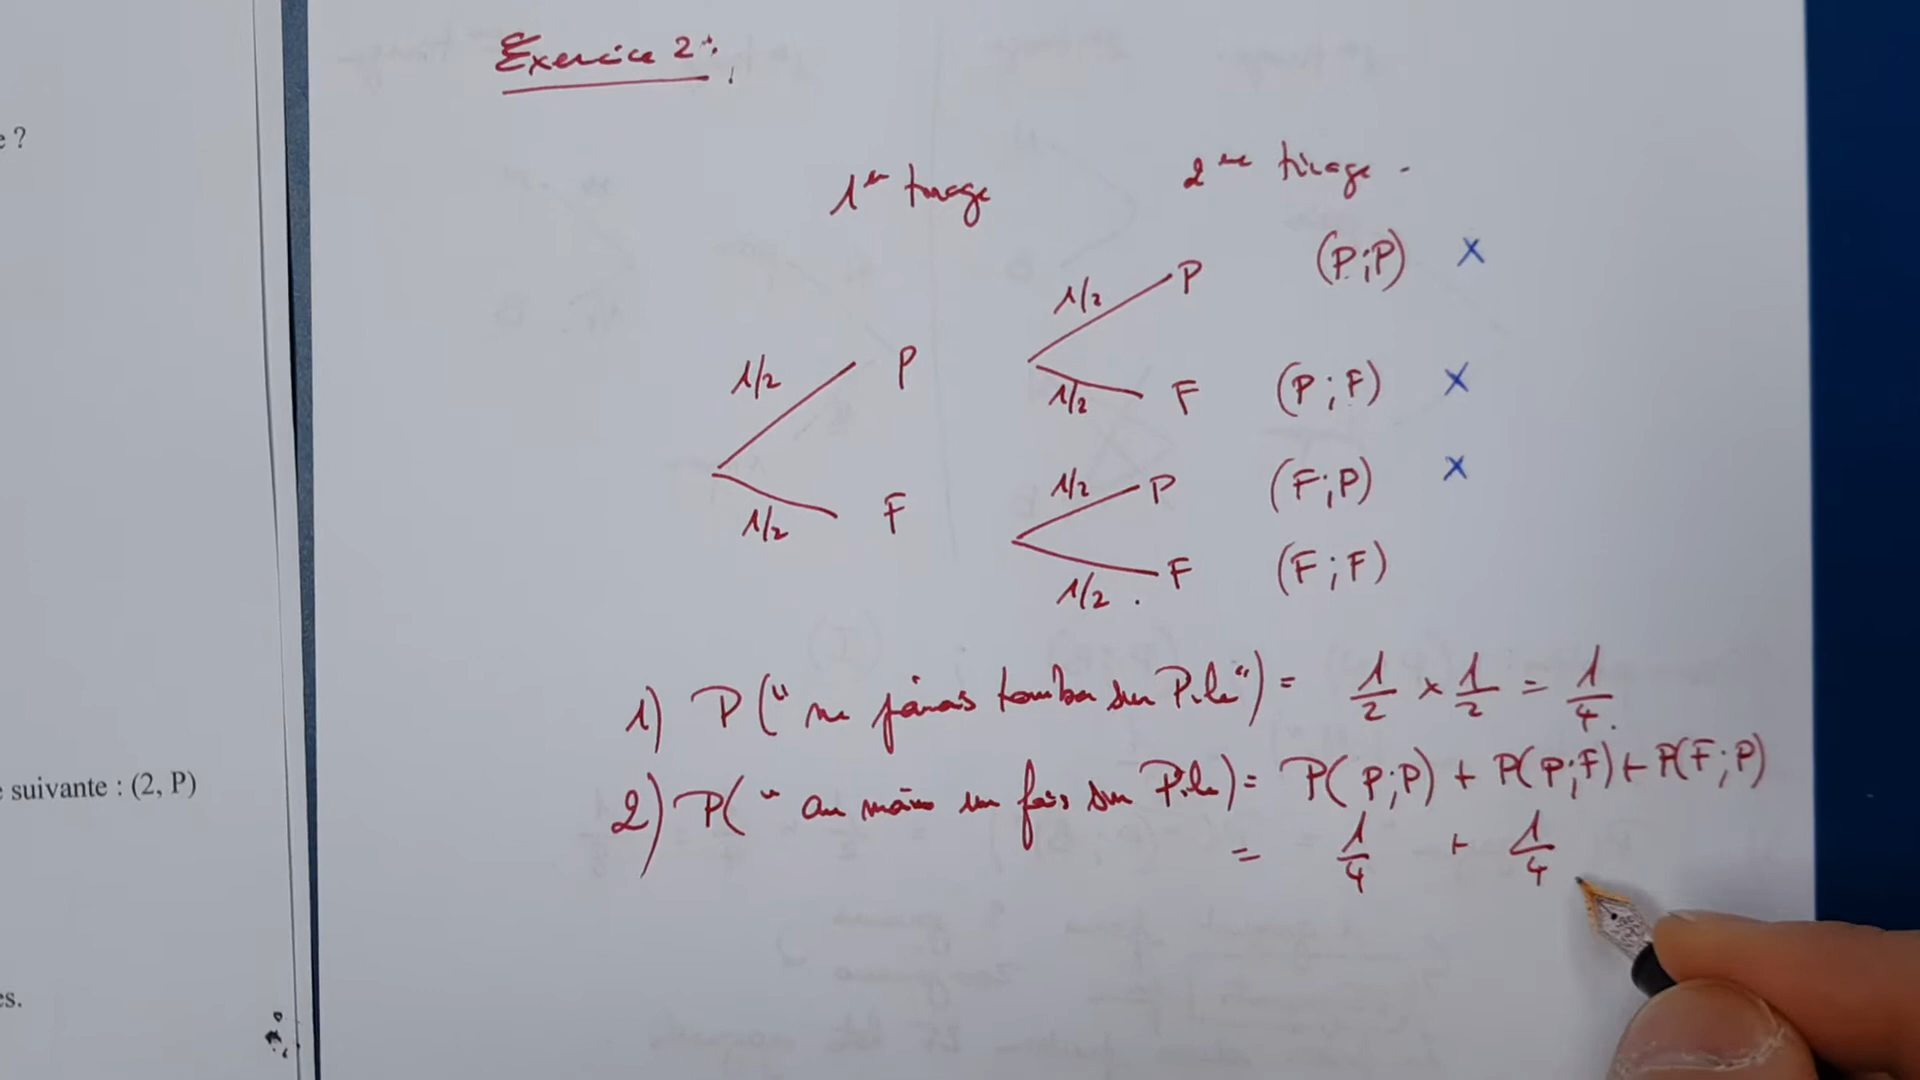 Exercice 2 :
e ?
1er tirage
2ème tirage
(P;P) X
1/2 P
1/2 P
1/2 F (P;F) X
1/2 P (F;P) X
1/2 F
1/2 F (F;F)
1) P(" ne jamais tomber sur Pile") = 1/2 x 1/2 = 1/4.
2) P(" au moins une fois sur Pile) = P(P;P) + P(P;F) + P(F;P)
= 1/4 + 1/4
e suivante : (2, P)
es.